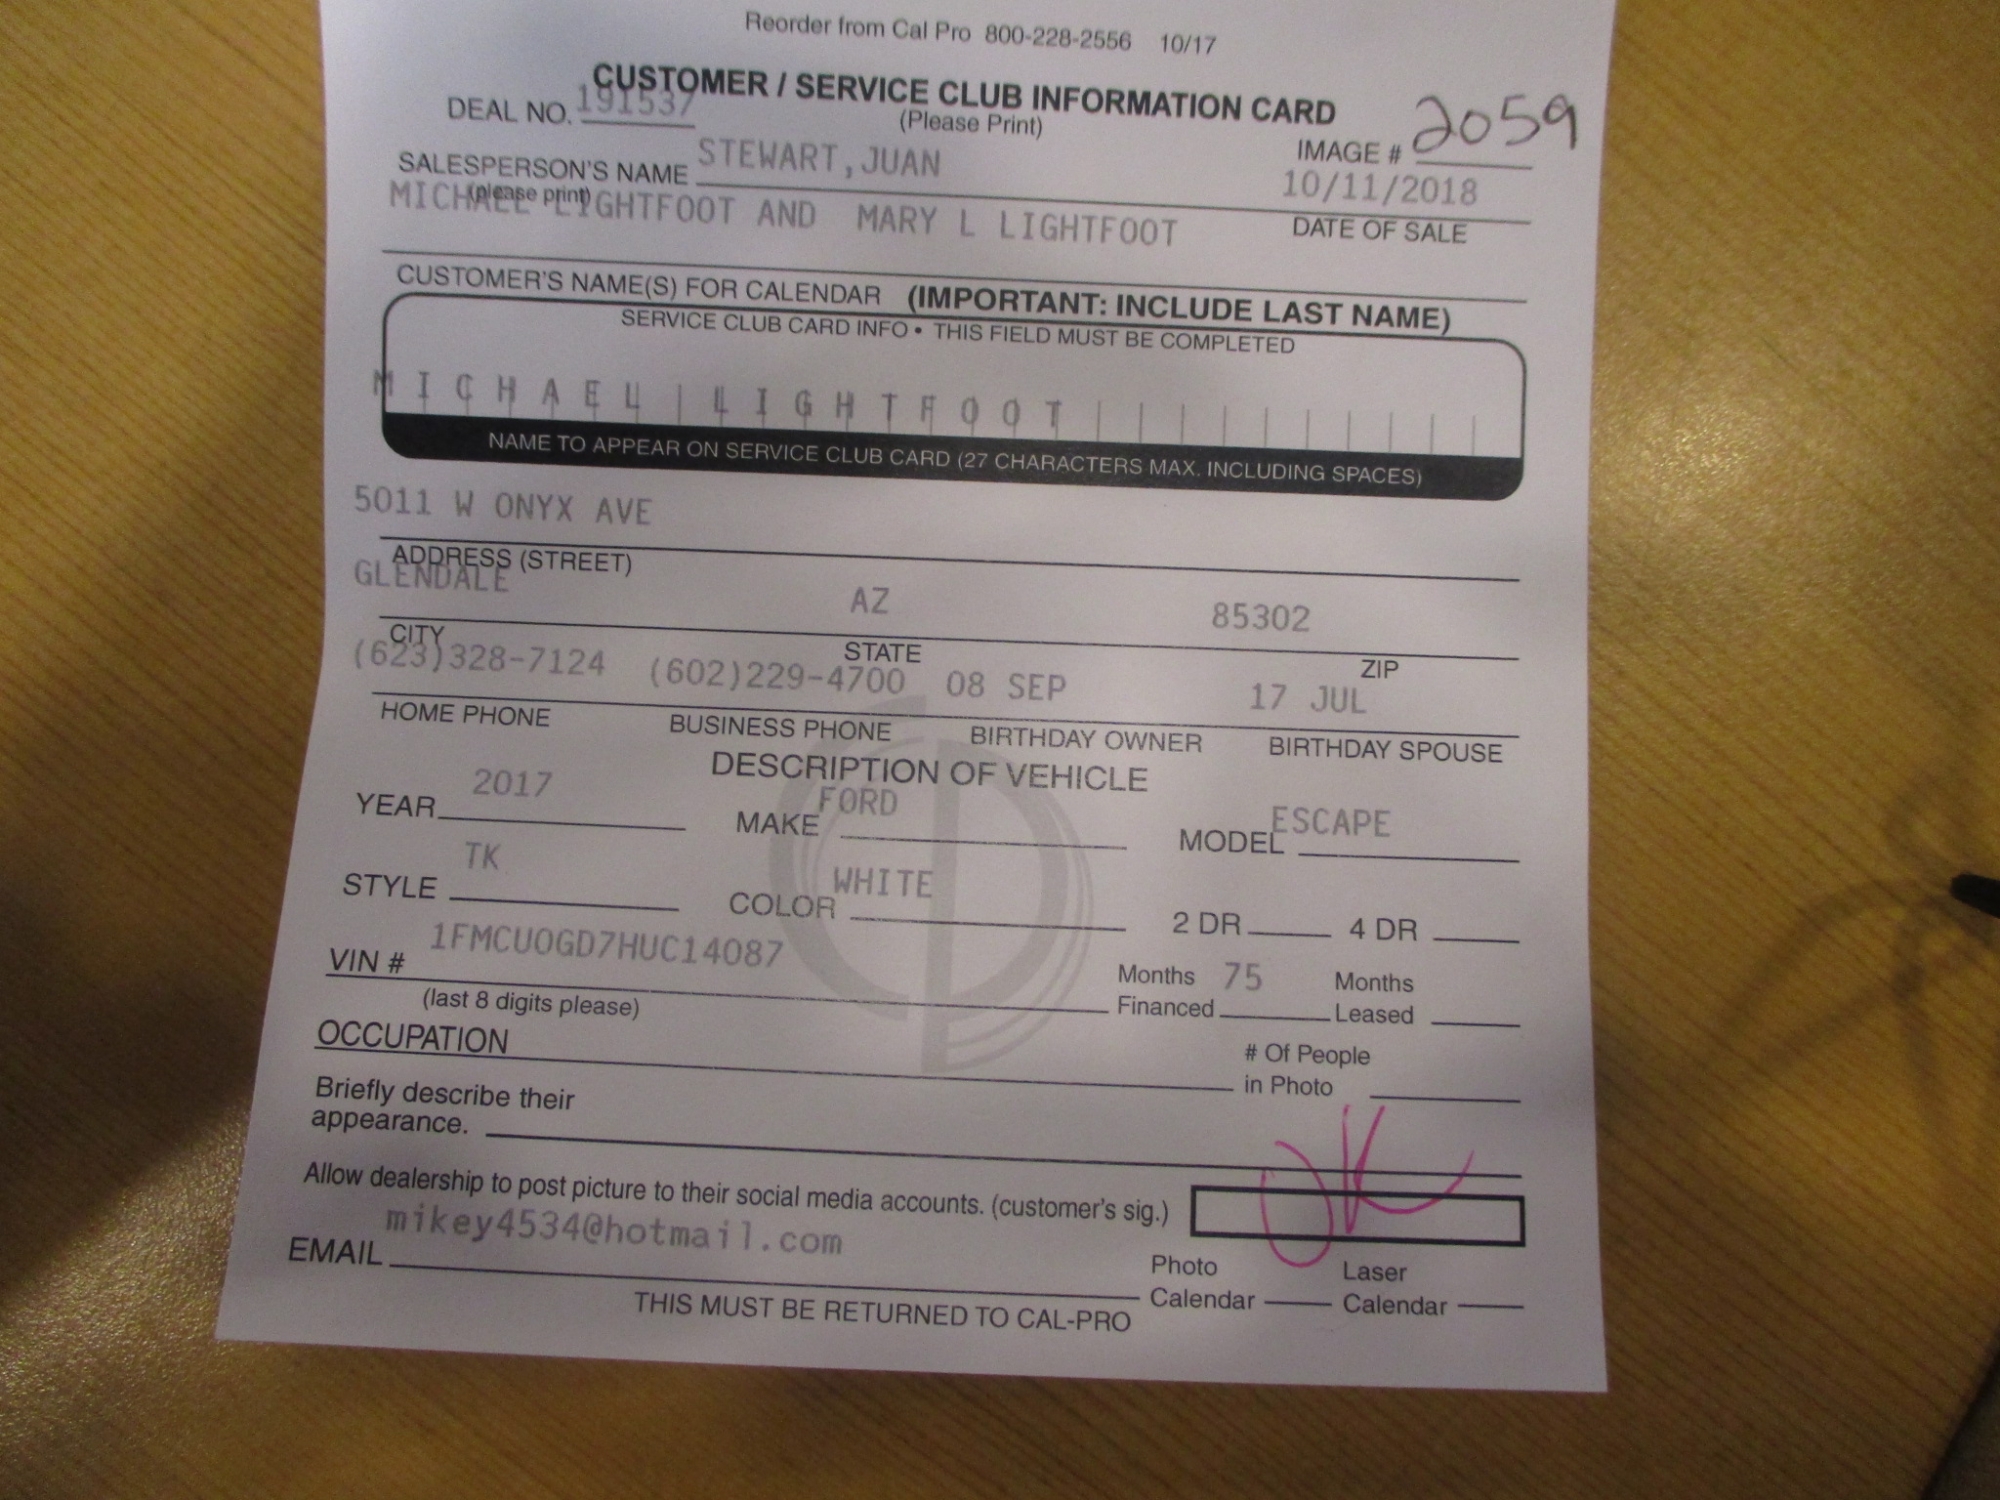 Reorder from Cal Pro 800-228-2556 10/17
CUSTOMER / SERVICE CLUB INFORMATION CARD
DEAL NO. 191537
(Please Print)
IMAGE # 2059
SALESPERSON'S NAME STEWART,JUAN
(please print)
10/11/2018
MICHAEL LIGHTFOOT AND MARY L LIGHTFOOT
DATE OF SALE
CUSTOMER'S NAME(S) FOR CALENDAR (IMPORTANT: INCLUDE LAST NAME)
SERVICE CLUB CARD INFO • THIS FIELD MUST BE COMPLETED
MICHAEL LIGHTFOOT
NAME TO APPEAR ON SERVICE CLUB CARD (27 CHARACTERS MAX. INCLUDING SPACES)
5011 W ONYX AVE
ADDRESS (STREET)
GLENDALE AZ 85302
CITY STATE ZIP
(623)328-7124 (602)229-4700 08 SEP 17 JUL
HOME PHONE BUSINESS PHONE BIRTHDAY OWNER BIRTHDAY SPOUSE
DESCRIPTION OF VEHICLE
YEAR 2017 MAKE FORD MODEL ESCAPE
STYLE TK COLOR WHITE 2 DR 4 DR
VIN # 1FMCU0GD7HUC14087
(last 8 digits please)
Months Financed 75 Months Leased
OCCUPATION
# Of People in Photo
Briefly describe their
appearance.
Allow dealership to post picture to their social media accounts. (customer's sig.)
EMAIL mikey4534@hotmail.com
Photo Calendar Laser Calendar
THIS MUST BE RETURNED TO CAL-PRO